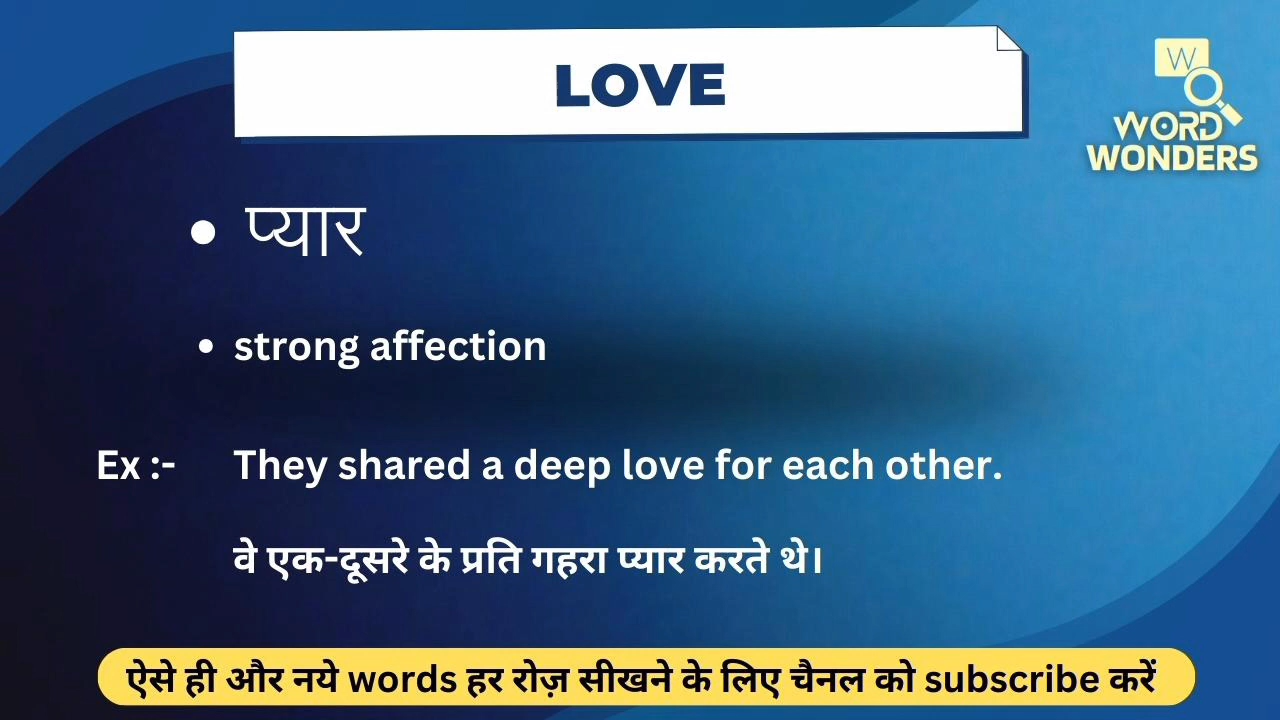 LOVE
W
WORD
WONDERS
• प्यार
• strong affection
Ex :- They shared a deep love for each other.
वे एक-दूसरे के प्रति गहरा प्यार करते थे।
ऐसे ही और नये words हर रोज़ सीखने के लिए चैनल को subscribe करें